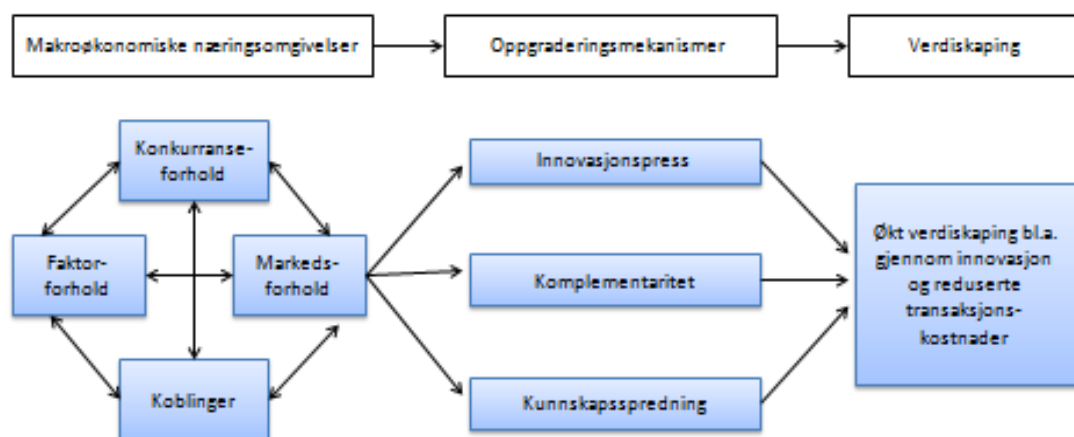 Makroøkonomiske næringsomgivelser
Oppgraderingsmekanismer
Verdiskaping
Konkurranse-
forhold
Faktor-
forhold
Markeds-
forhold
Koblinger
Innovasjonspress
Komplementaritet
Kunnskapsspredning
Økt verdiskaping bl.a.
gjennom innovasjon
og reduserte
transaksjons-
kostnader